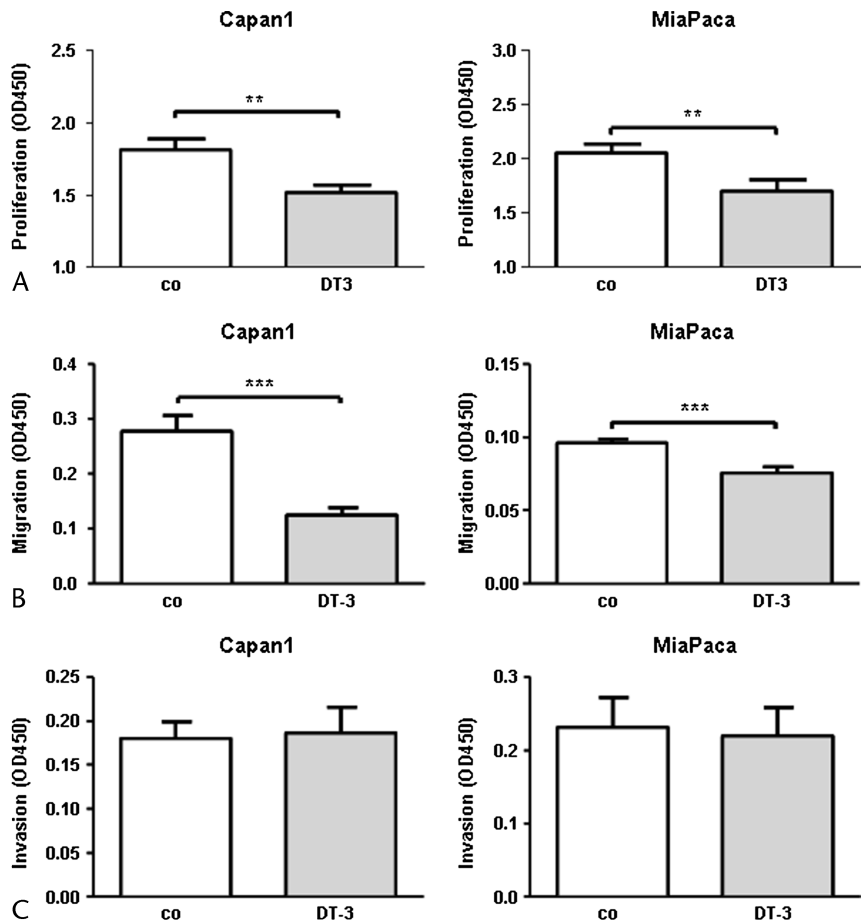 Capan1
MiaPaca
Proliferation (OD450)
2.5
2.0
1.5
1.0
**
co
DT3
Proliferation (OD450)
3.0
2.5
2.0
1.5
1.0
**
co
DT3
A
Capan1
MiaPaca
Migration (OD450)
0.4
0.3
0.2
0.1
0.0
***
co
DT-3
Migration (OD450)
0.15
0.10
0.05
0.00
***
co
DT-3
B
Capan1
MiaPaca
Invasion (OD450)
0.25
0.20
0.15
0.10
0.05
0.00
co
DT-3
Invasion (OD450)
0.3
0.2
0.1
0.0
co
DT-3
C